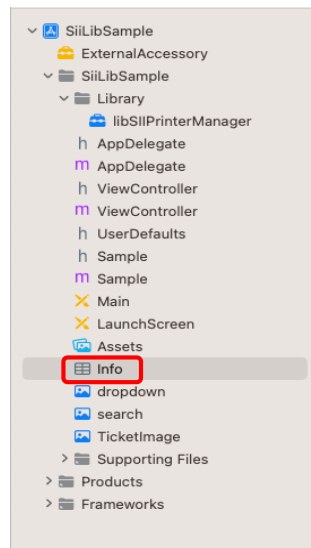 SiiLibSample
ExternalAccessory
SiiLibSample
Library
libSIIPrinterManager
h AppDelegate
m AppDelegate
h ViewController
m ViewController
h UserDefaults
h Sample
m Sample
Main
LaunchScreen
Assets
Info
dropdown
search
TicketImage
Supporting Files
Products
Frameworks